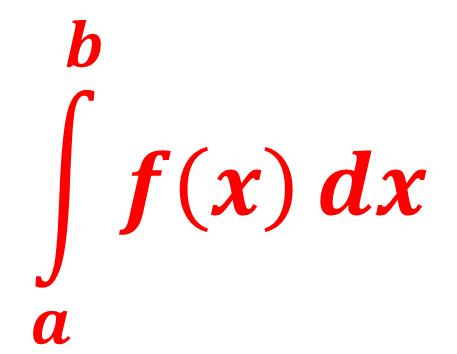 b
∫ f(x) dx
a